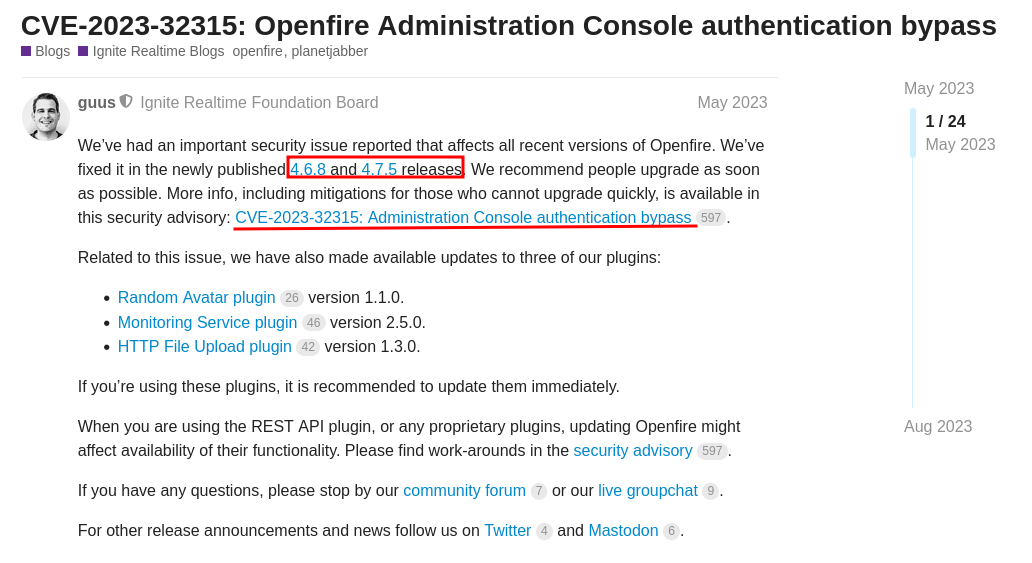 CVE-2023-32315: Openfire Administration Console authentication bypass
Blogs Ignite Realtime Blogs openfire, planetjabber
guus Ignite Realtime Foundation Board May 2023
We’ve had an important security issue reported that affects all recent versions of Openfire. We’ve
fixed it in the newly published 4.6.8 and 4.7.5 releases. We recommend people upgrade as soon
as possible. More info, including mitigations for those who cannot upgrade quickly, is available in
this security advisory: CVE-2023-32315: Administration Console authentication bypass 597.
Related to this issue, we have also made available updates to three of our plugins:
• Random Avatar plugin 26 version 1.1.0.
• Monitoring Service plugin 46 version 2.5.0.
• HTTP File Upload plugin 42 version 1.3.0.
If you’re using these plugins, it is recommended to update them immediately.
When you are using the REST API plugin, or any proprietary plugins, updating Openfire might
affect availability of their functionality. Please find work-arounds in the security advisory 597.
If you have any questions, please stop by our community forum 7 or our live groupchat 9.
For other release announcements and news follow us on Twitter 4 and Mastodon 6.
May 2023
1 / 24
May 2023
Aug 2023